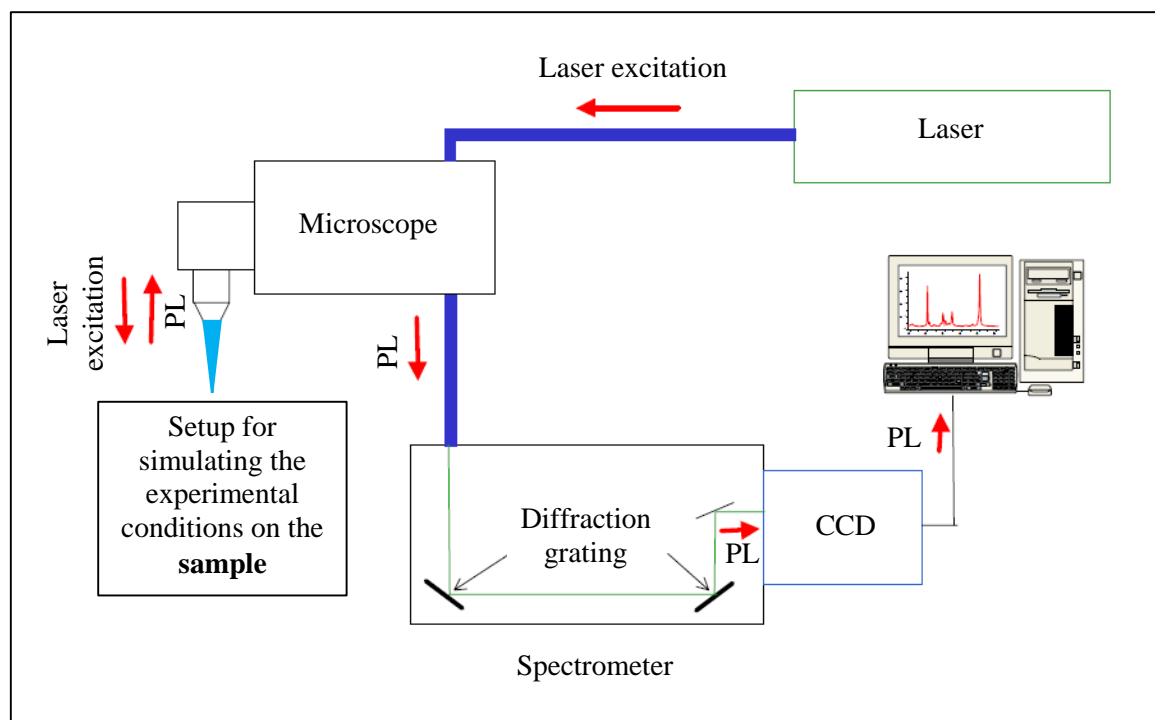 Laser excitation
Laser
Microscope
Laser
excitation
PL
PL
Setup for
simulating the
experimental
conditions on the
sample
Diffraction
grating
PL
CCD
PL
Spectrometer